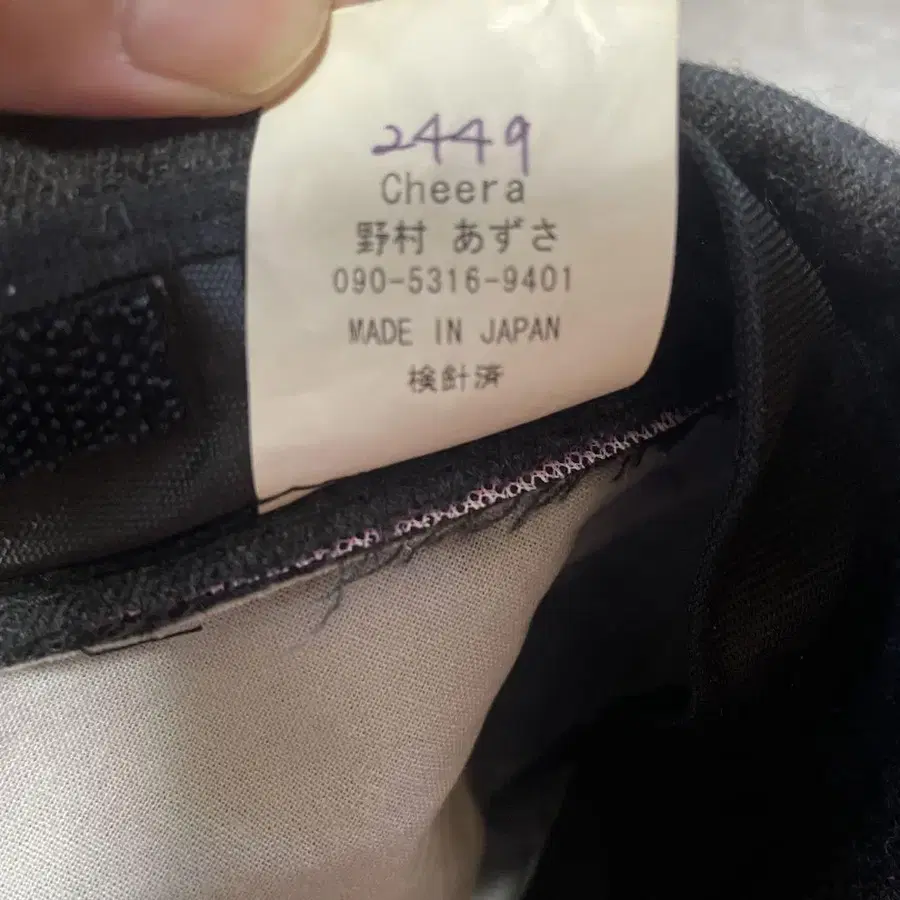 2449
Cheera
野村 あずさ
090-5316-9401
MADE IN JAPAN
検針済